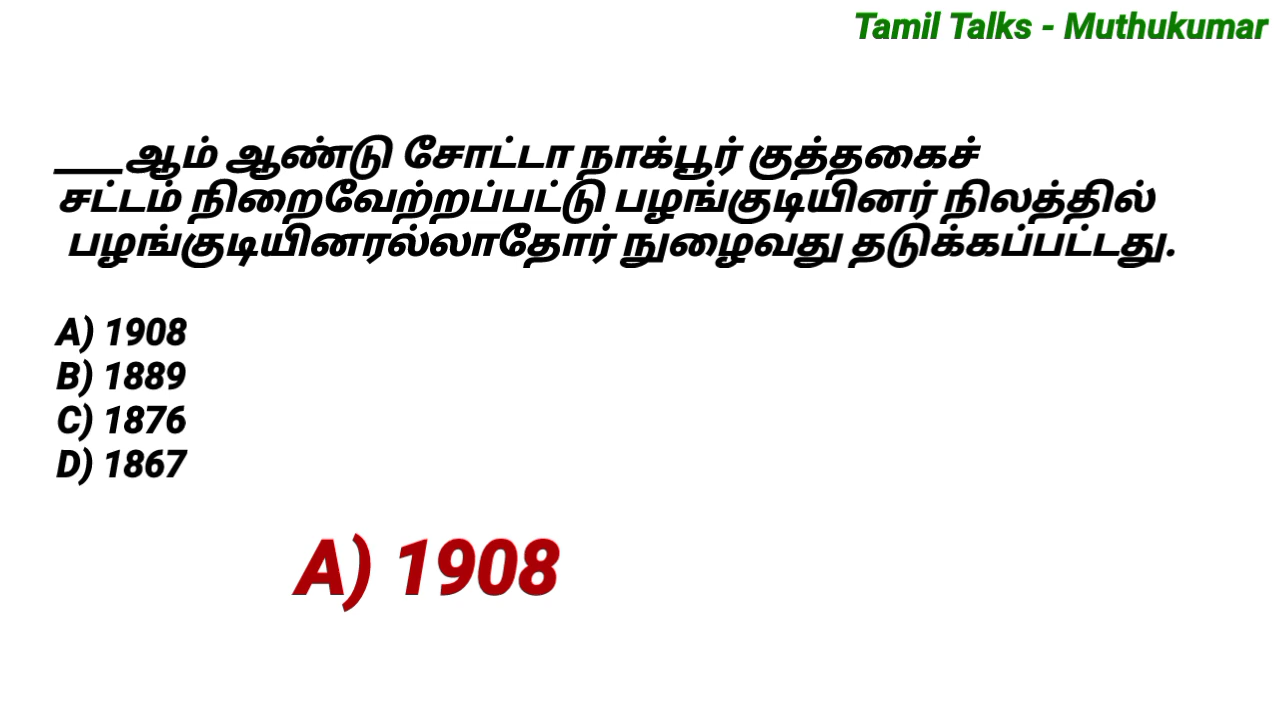 Tamil Talks - Muthukumar
___ஆம் ஆண்டு சோட்டா நாக்பூர் குத்தகைச்
சட்டம் நிறைவேற்றப்பட்டு பழங்குடியினர் நிலத்தில்
பழங்குடியினரல்லாதோர் நுழைவது தடுக்கப்பட்டது.
A) 1908
B) 1889
C) 1876
D) 1867
A) 1908